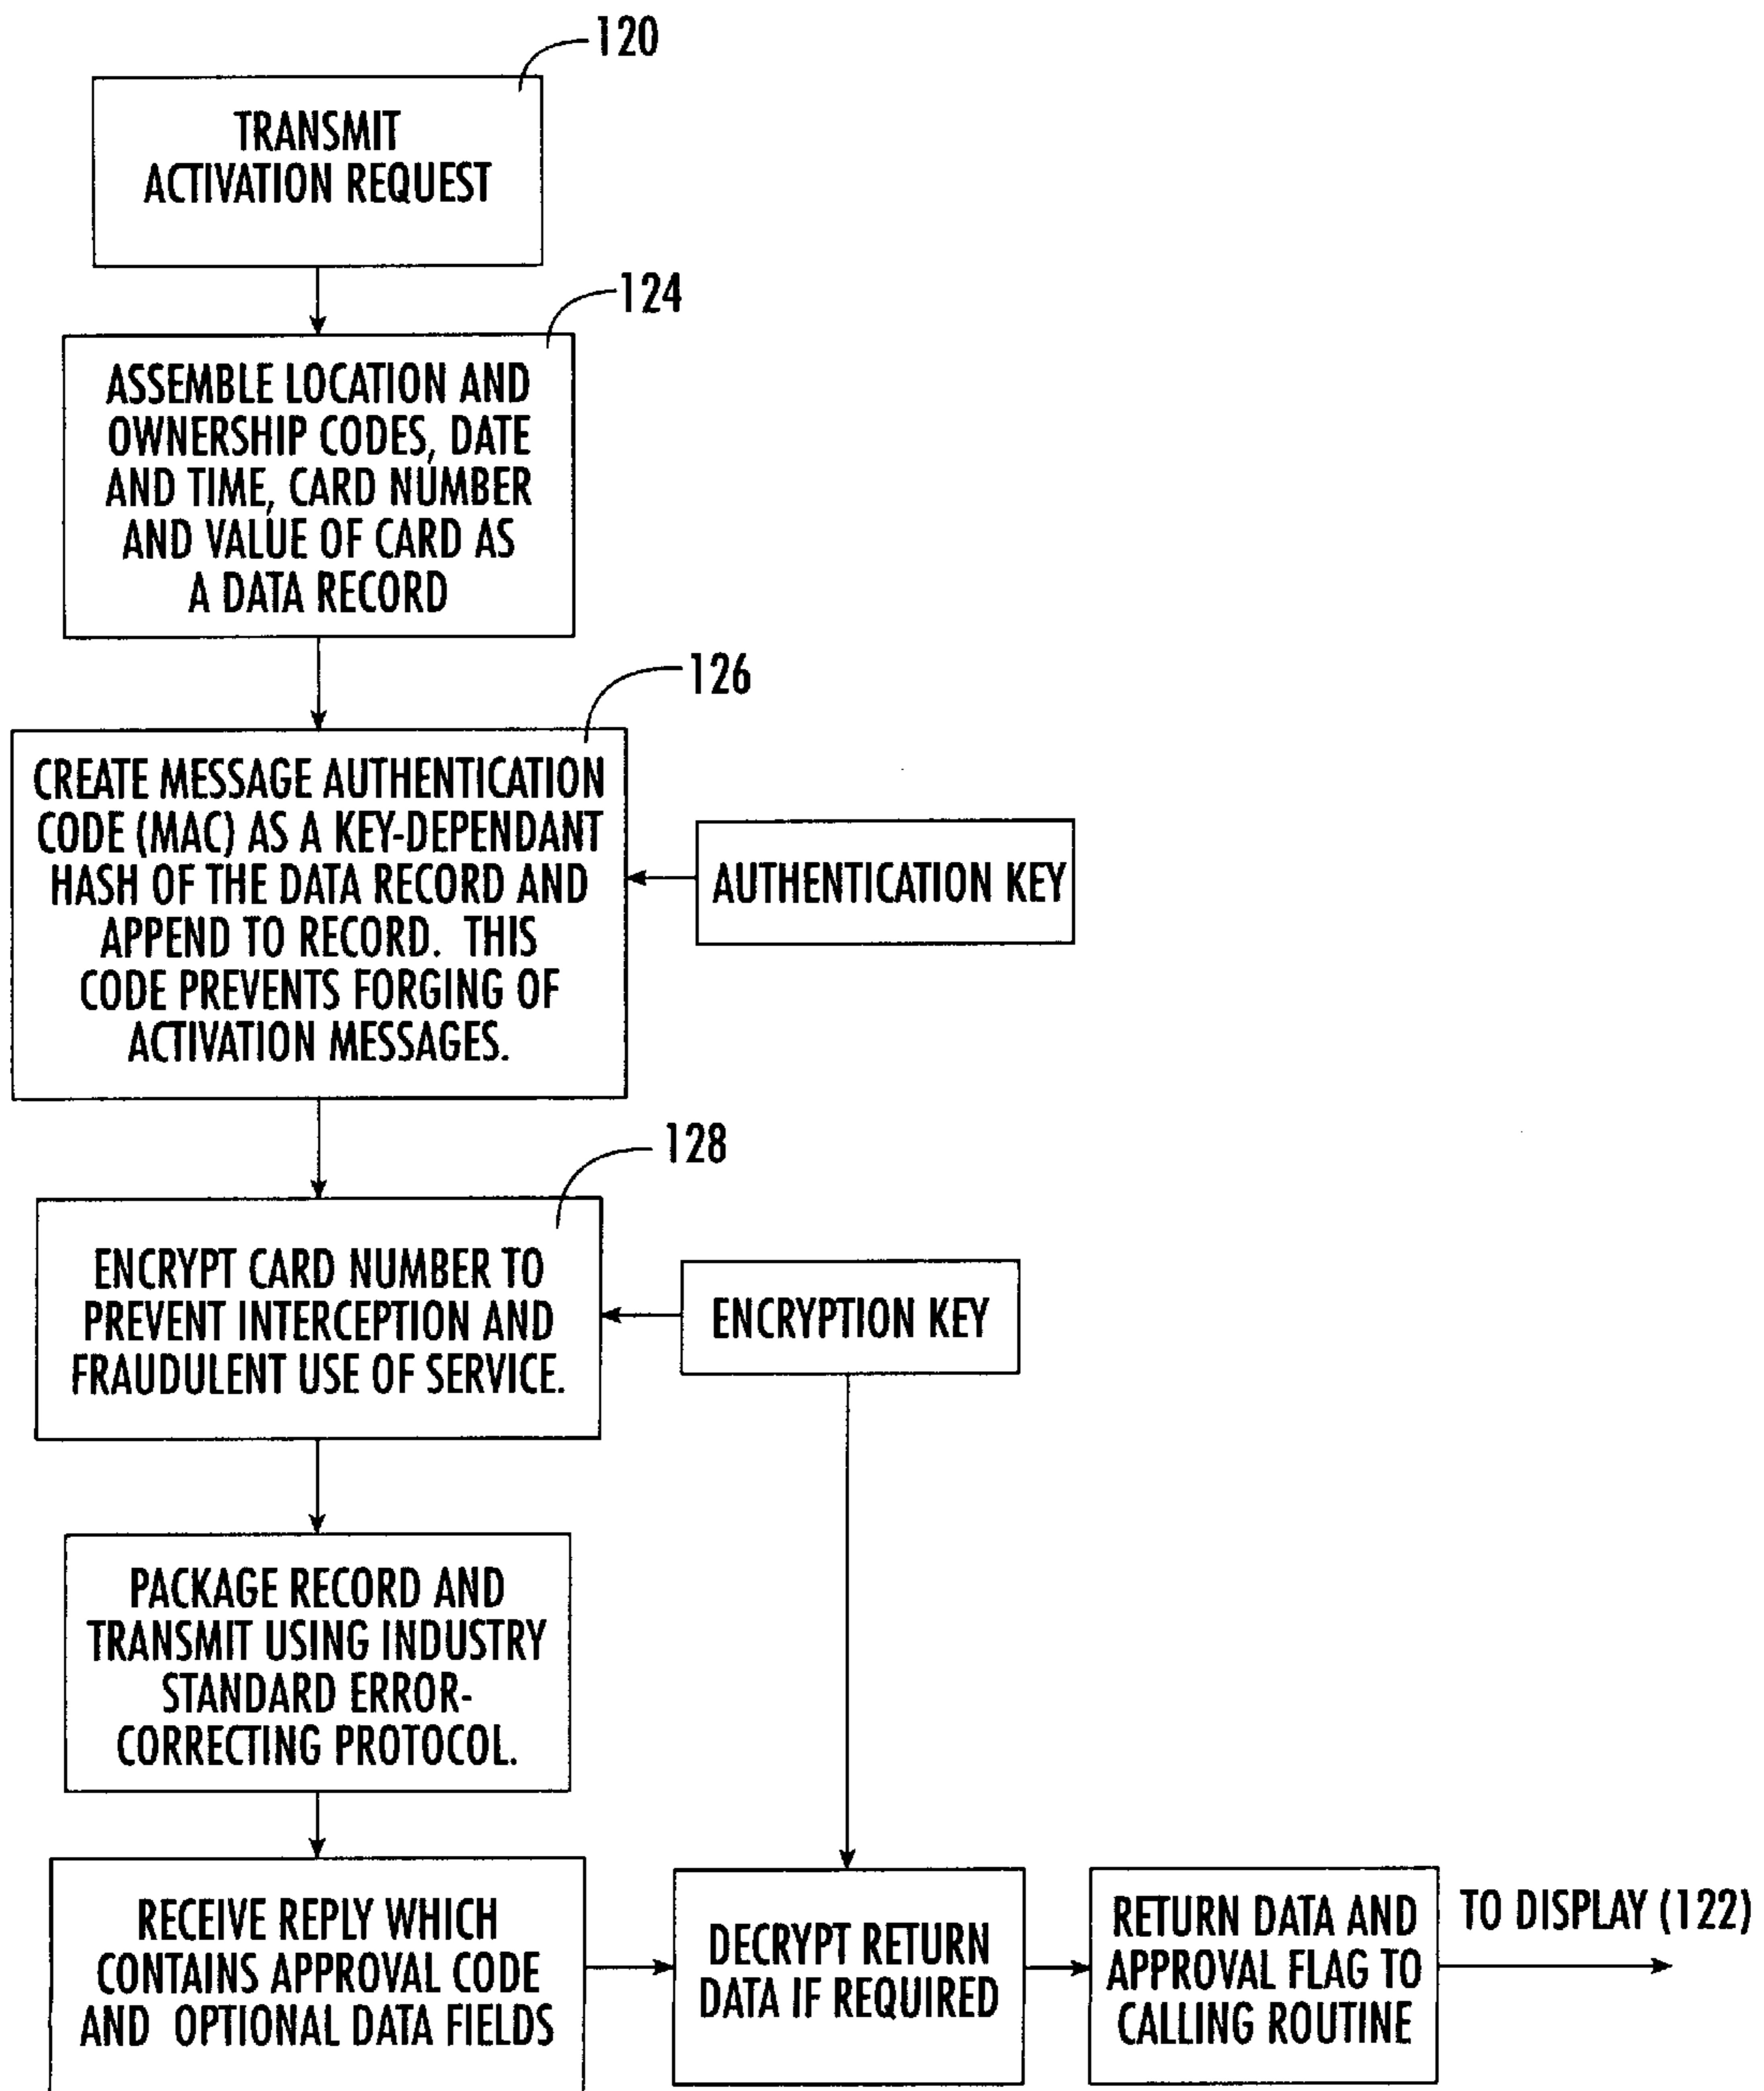 120
TRANSMIT
ACTIVATION REQUEST
124
ASSEMBLE LOCATION AND
OWNERSHIP CODES, DATE
AND TIME, CARD NUMBER
AND VALUE OF CARD AS
A DATA RECORD
126
CREATE MESSAGE AUTHENTICATION
CODE (MAC) AS A KEY-DEPENDANT
HASH OF THE DATA RECORD AND
APPEND TO RECORD. THIS
CODE PREVENTS FORGING OF
ACTIVATION MESSAGES.
AUTHENTICATION KEY
128
ENCRYPT CARD NUMBER TO
PREVENT INTERCEPTION AND
FRAUDULENT USE OF SERVICE.
ENCRYPTION KEY
PACKAGE RECORD AND
TRANSMIT USING INDUSTRY
STANDARD ERROR-
CORRECTING PROTOCOL.
RECEIVE REPLY WHICH
CONTAINS APPROVAL CODE
AND OPTIONAL DATA FIELDS
DECRYPT RETURN
DATA IF REQUIRED
RETURN DATA AND
APPROVAL FLAG TO
CALLING ROUTINE
TO DISPLAY (122)